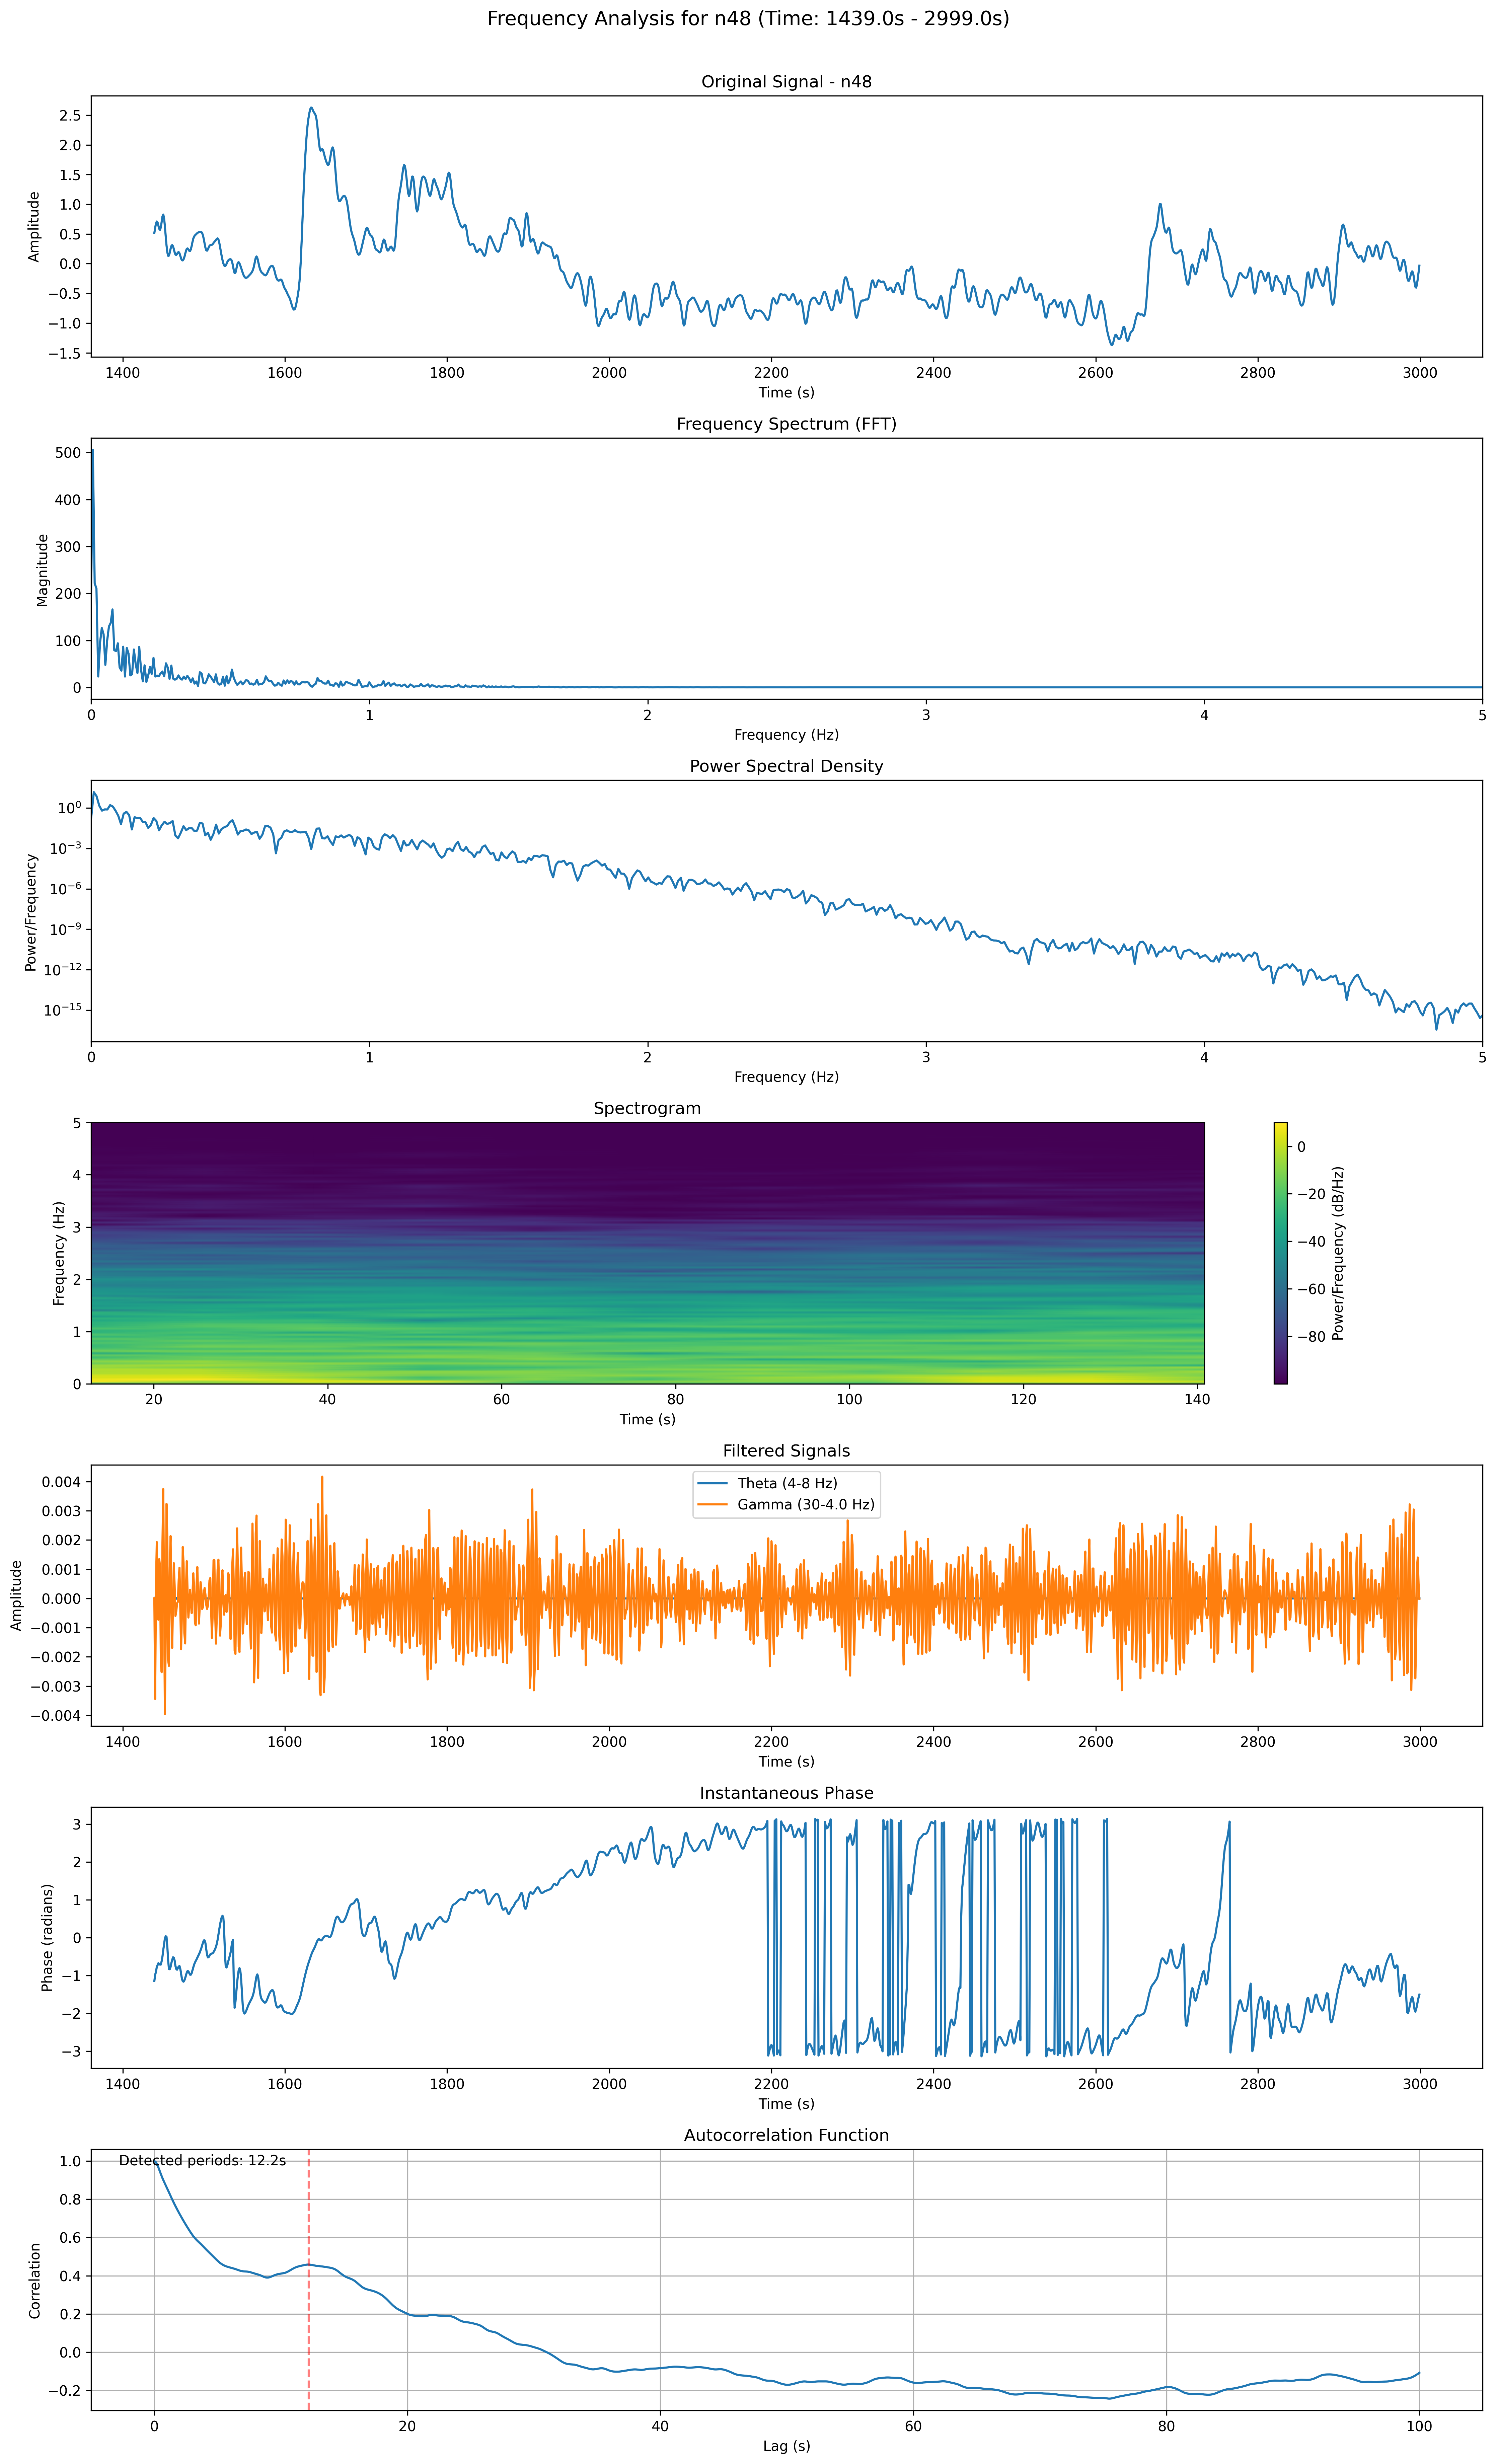 Frequency Analysis for n48 (Time: 1439.0s - 2999.0s)
Original Signal - n48
2.5
2.0
1.5
1.0
0.5
0.0
−0.5
−1.0
−1.5
Amplitude
1400 1600 1800 2000 2200 2400 2600 2800 3000
Time (s)
Frequency Spectrum (FFT)
500
400
300
200
100
0
Magnitude
0 1 2 3 4 5
Frequency (Hz)
Power Spectral Density
10⁰
10⁻³
10⁻⁶
10⁻⁹
10⁻¹²
10⁻¹⁵
Power/Frequency
0 1 2 3 4 5
Frequency (Hz)
Spectrogram
5
4
3
2
1
0
Frequency (Hz)
20 40 60 80 100 120 140
Time (s)
0
−20
−40
−60
−80
Power/Frequency (dB/Hz)
Filtered Signals
Theta (4-8 Hz)
Gamma (30-4.0 Hz)
0.004
0.003
0.002
0.001
0.000
−0.001
−0.002
−0.003
−0.004
Amplitude
1400 1600 1800 2000 2200 2400 2600 2800 3000
Time (s)
Instantaneous Phase
3
2
1
0
−1
−2
−3
Phase (radians)
1400 1600 1800 2000 2200 2400 2600 2800 3000
Time (s)
Autocorrelation Function
Detected periods: 12.2s
1.0
0.8
0.6
0.4
0.2
0.0
−0.2
Correlation
0 20 40 60 80 100
Lag (s)